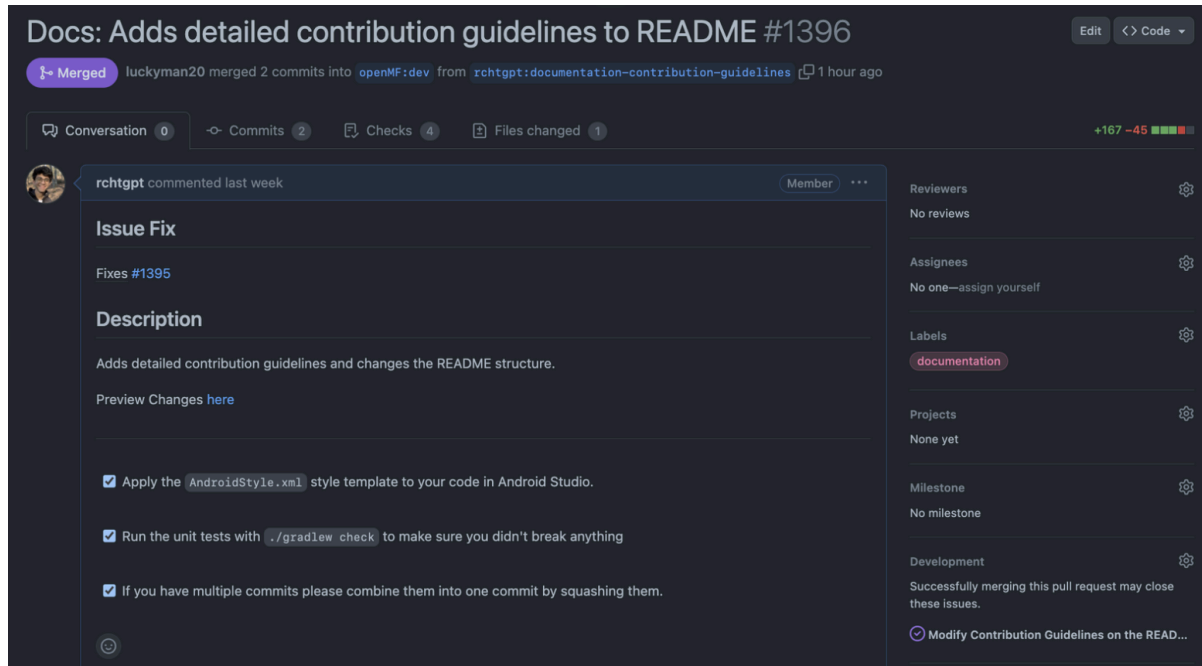 Docs: Adds detailed contribution guidelines to README #1396
Edit
<> Code
Merged
luckyman20 merged 2 commits into openMF:dev from rchtgpt:documentation-contribution-guidelines 1 hour ago
Conversation 0
Commits 2
Checks 4
Files changed 1
+167 −45
rchtgpt commented last week
Member
Issue Fix
Fixes #1395
Description
Adds detailed contribution guidelines and changes the README structure.
Preview Changes here
Apply the AndroidStyle.xml style template to your code in Android Studio.
Run the unit tests with ./gradlew check to make sure you didn't break anything
If you have multiple commits please combine them into one commit by squashing them.
Reviewers
No reviews
Assignees
No one—assign yourself
Labels
documentation
Projects
None yet
Milestone
No milestone
Development
Successfully merging this pull request may close
these issues.
Modify Contribution Guidelines on the READ...